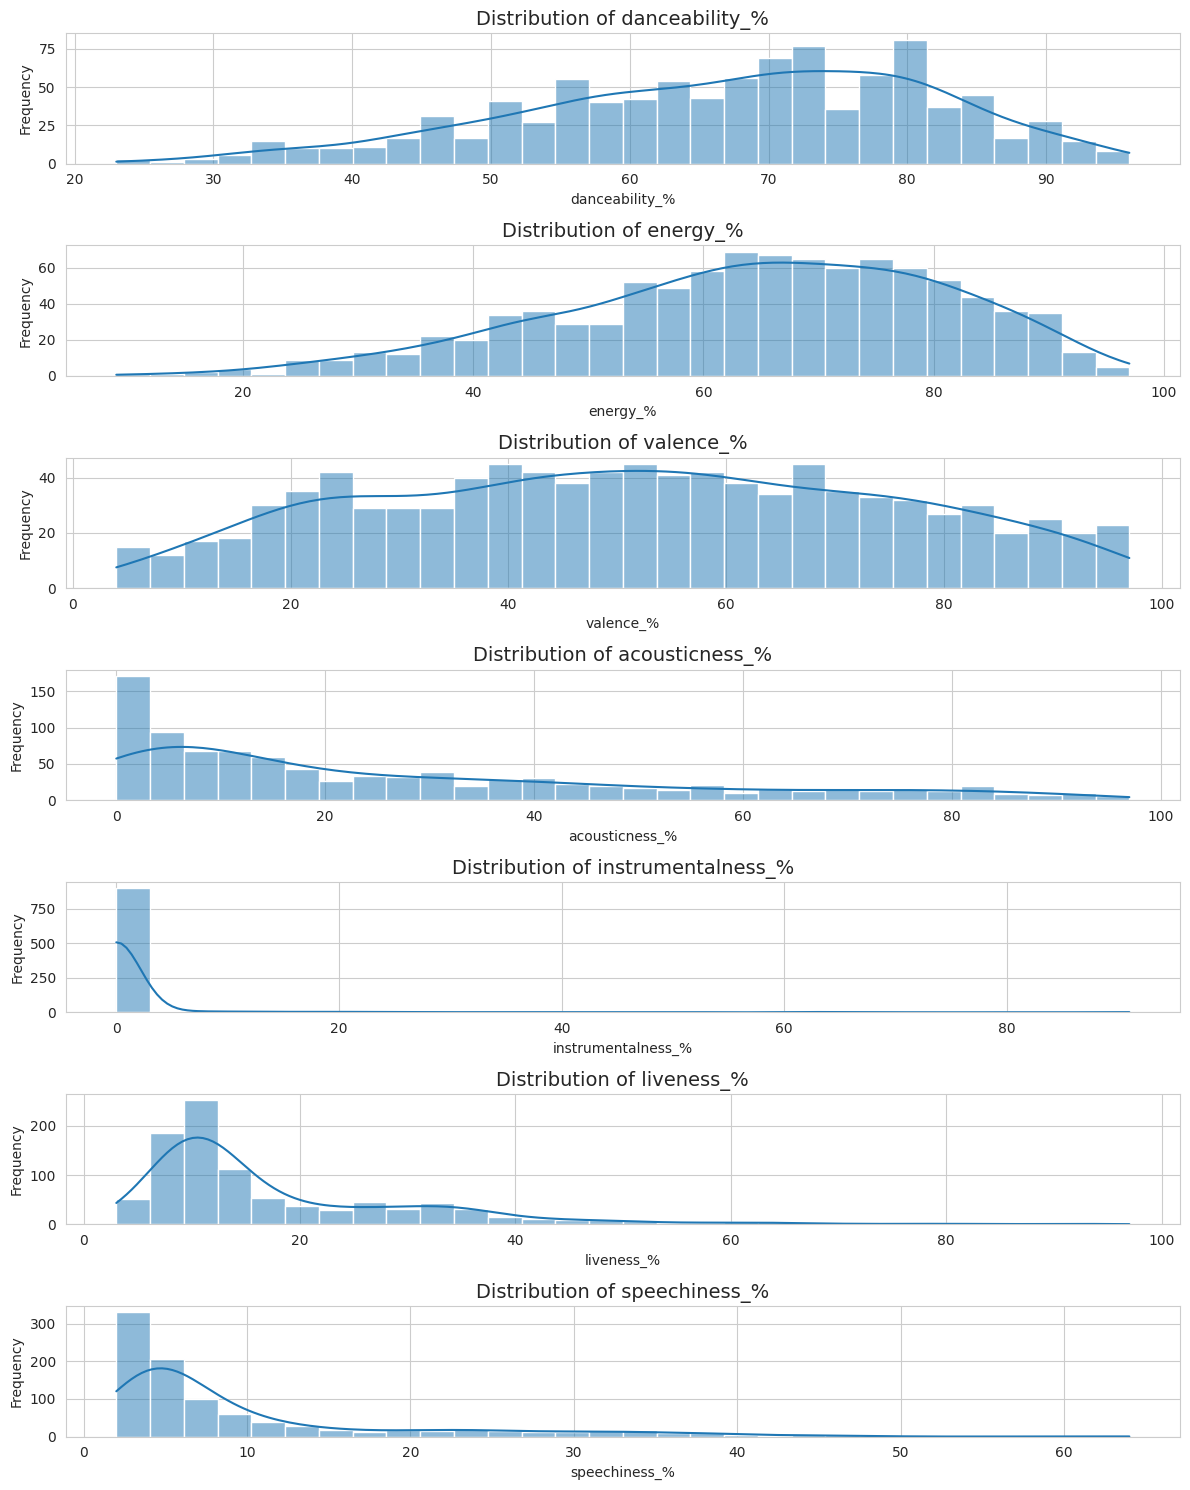 Distribution of danceability_%
75
50
25
0
Frequency
20 30 40 50 60 70 80 90
danceability_%
Distribution of energy_%
60
40
20
0
Frequency
20 40 60 80 100
energy_%
Distribution of valence_%
40
20
0
Frequency
0 20 40 60 80 100
valence_%
Distribution of acousticness_%
150
100
50
0
Frequency
0 20 40 60 80 100
acousticness_%
Distribution of instrumentalness_%
750
500
250
0
Frequency
0 20 40 60 80
instrumentalness_%
Distribution of liveness_%
200
100
0
Frequency
0 20 40 60 80 100
liveness_%
Distribution of speechiness_%
300
200
100
0
Frequency
0 10 20 30 40 50 60
speechiness_%